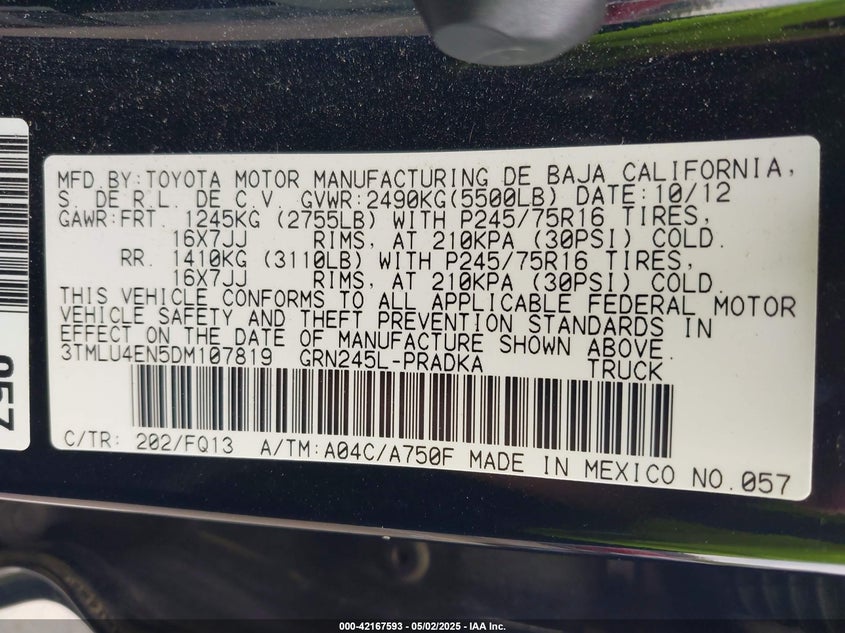 MFD.BY:TOYOTA MOTOR MANUFACTURING DE BAJA CALIFORNIA,
S. DE R.L. DE C.V. GVWR:2490KG(5500LB) DATE:10/12
GAWR:FRT. 1245KG (2755LB) WITH P245/75R16 TIRES,
16X7JJ RIMS, AT 210KPA (30PSI) COLD.
RR. 1410KG (3110LB) WITH P245/75R16 TIRES,
16X7JJ RIMS, AT 210KPA (30PSI) COLD.
THIS VEHICLE CONFORMS TO ALL APPLICABLE FEDERAL MOTOR
VEHICLE SAFETY AND THEFT PREVENTION STANDARDS IN
EFFECT ON THE DATE OF MANUFACTURE SHOWN ABOVE.
3TMLU4EN5DM107819 GRN245L-PRADKA TRUCK
C/TR: 202/FQ13 A/TM:A04C/A750F MADE IN MEXICO NO.057
057
000-42167593 - 05/02/2025 - IAA Inc.